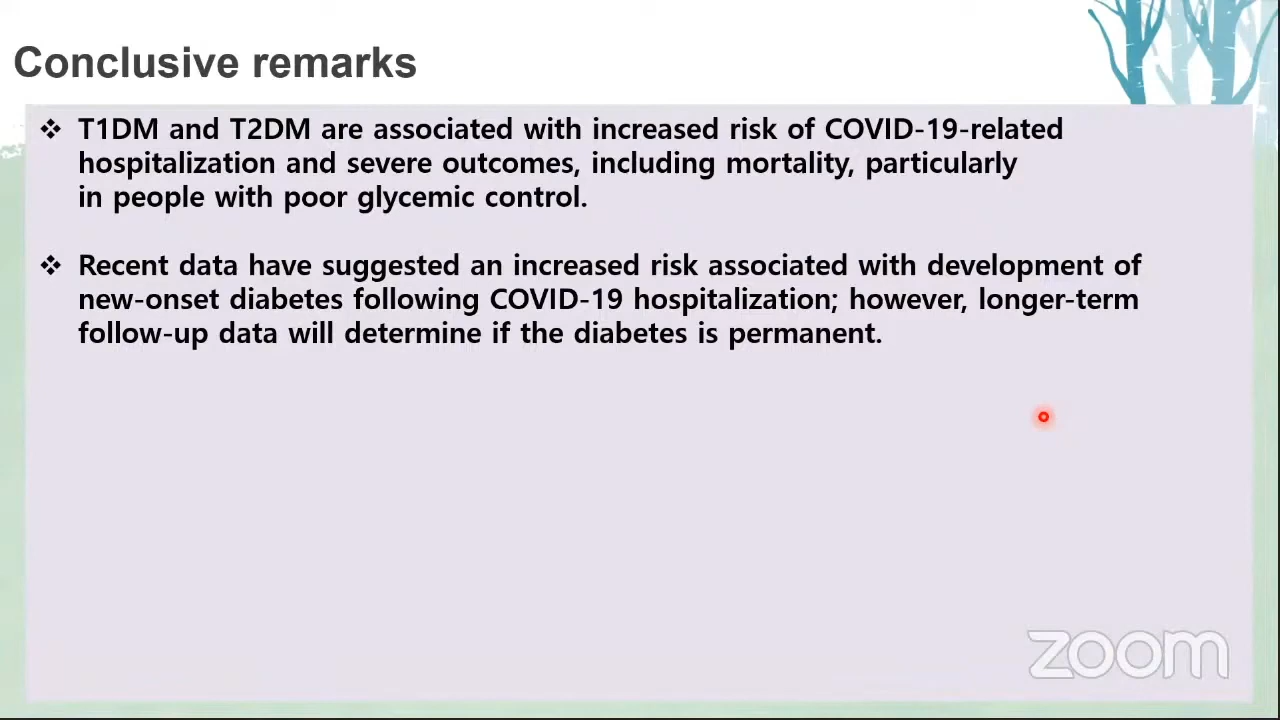 Conclusive remarks
❖ T1DM and T2DM are associated with increased risk of COVID-19-related
hospitalization and severe outcomes, including mortality, particularly
in people with poor glycemic control.
❖ Recent data have suggested an increased risk associated with development of
new-onset diabetes following COVID-19 hospitalization; however, longer-term
follow-up data will determine if the diabetes is permanent.
zoom